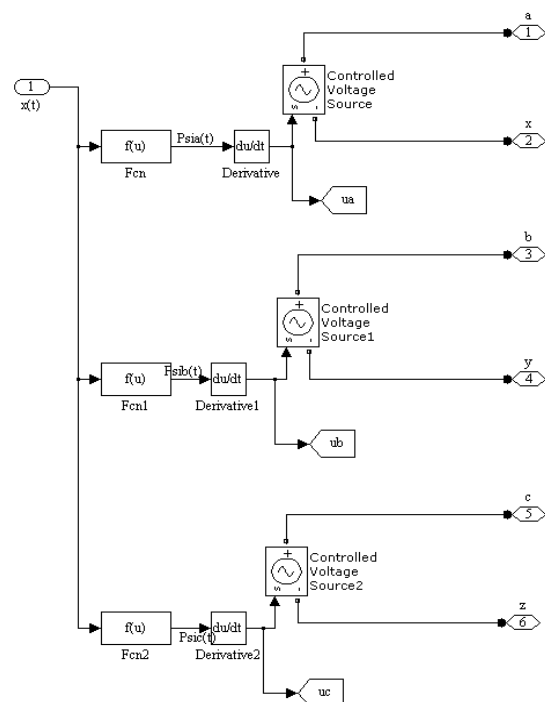 a
1
Controlled
Voltage
Source
+
s
-
1
x(t)
x
2
f(u)
Psia(t)
du/dt
Fcn
Derivative
ua
b
3
Controlled
Voltage
Source1
+
s
-
y
4
f(u)
Psib(t)
du/dt
Fcn1
Derivative1
ub
c
5
Controlled
Voltage
Source2
+
s
-
z
6
f(u)
Psic(t)
du/dt
Fcn2
Derivative2
uc